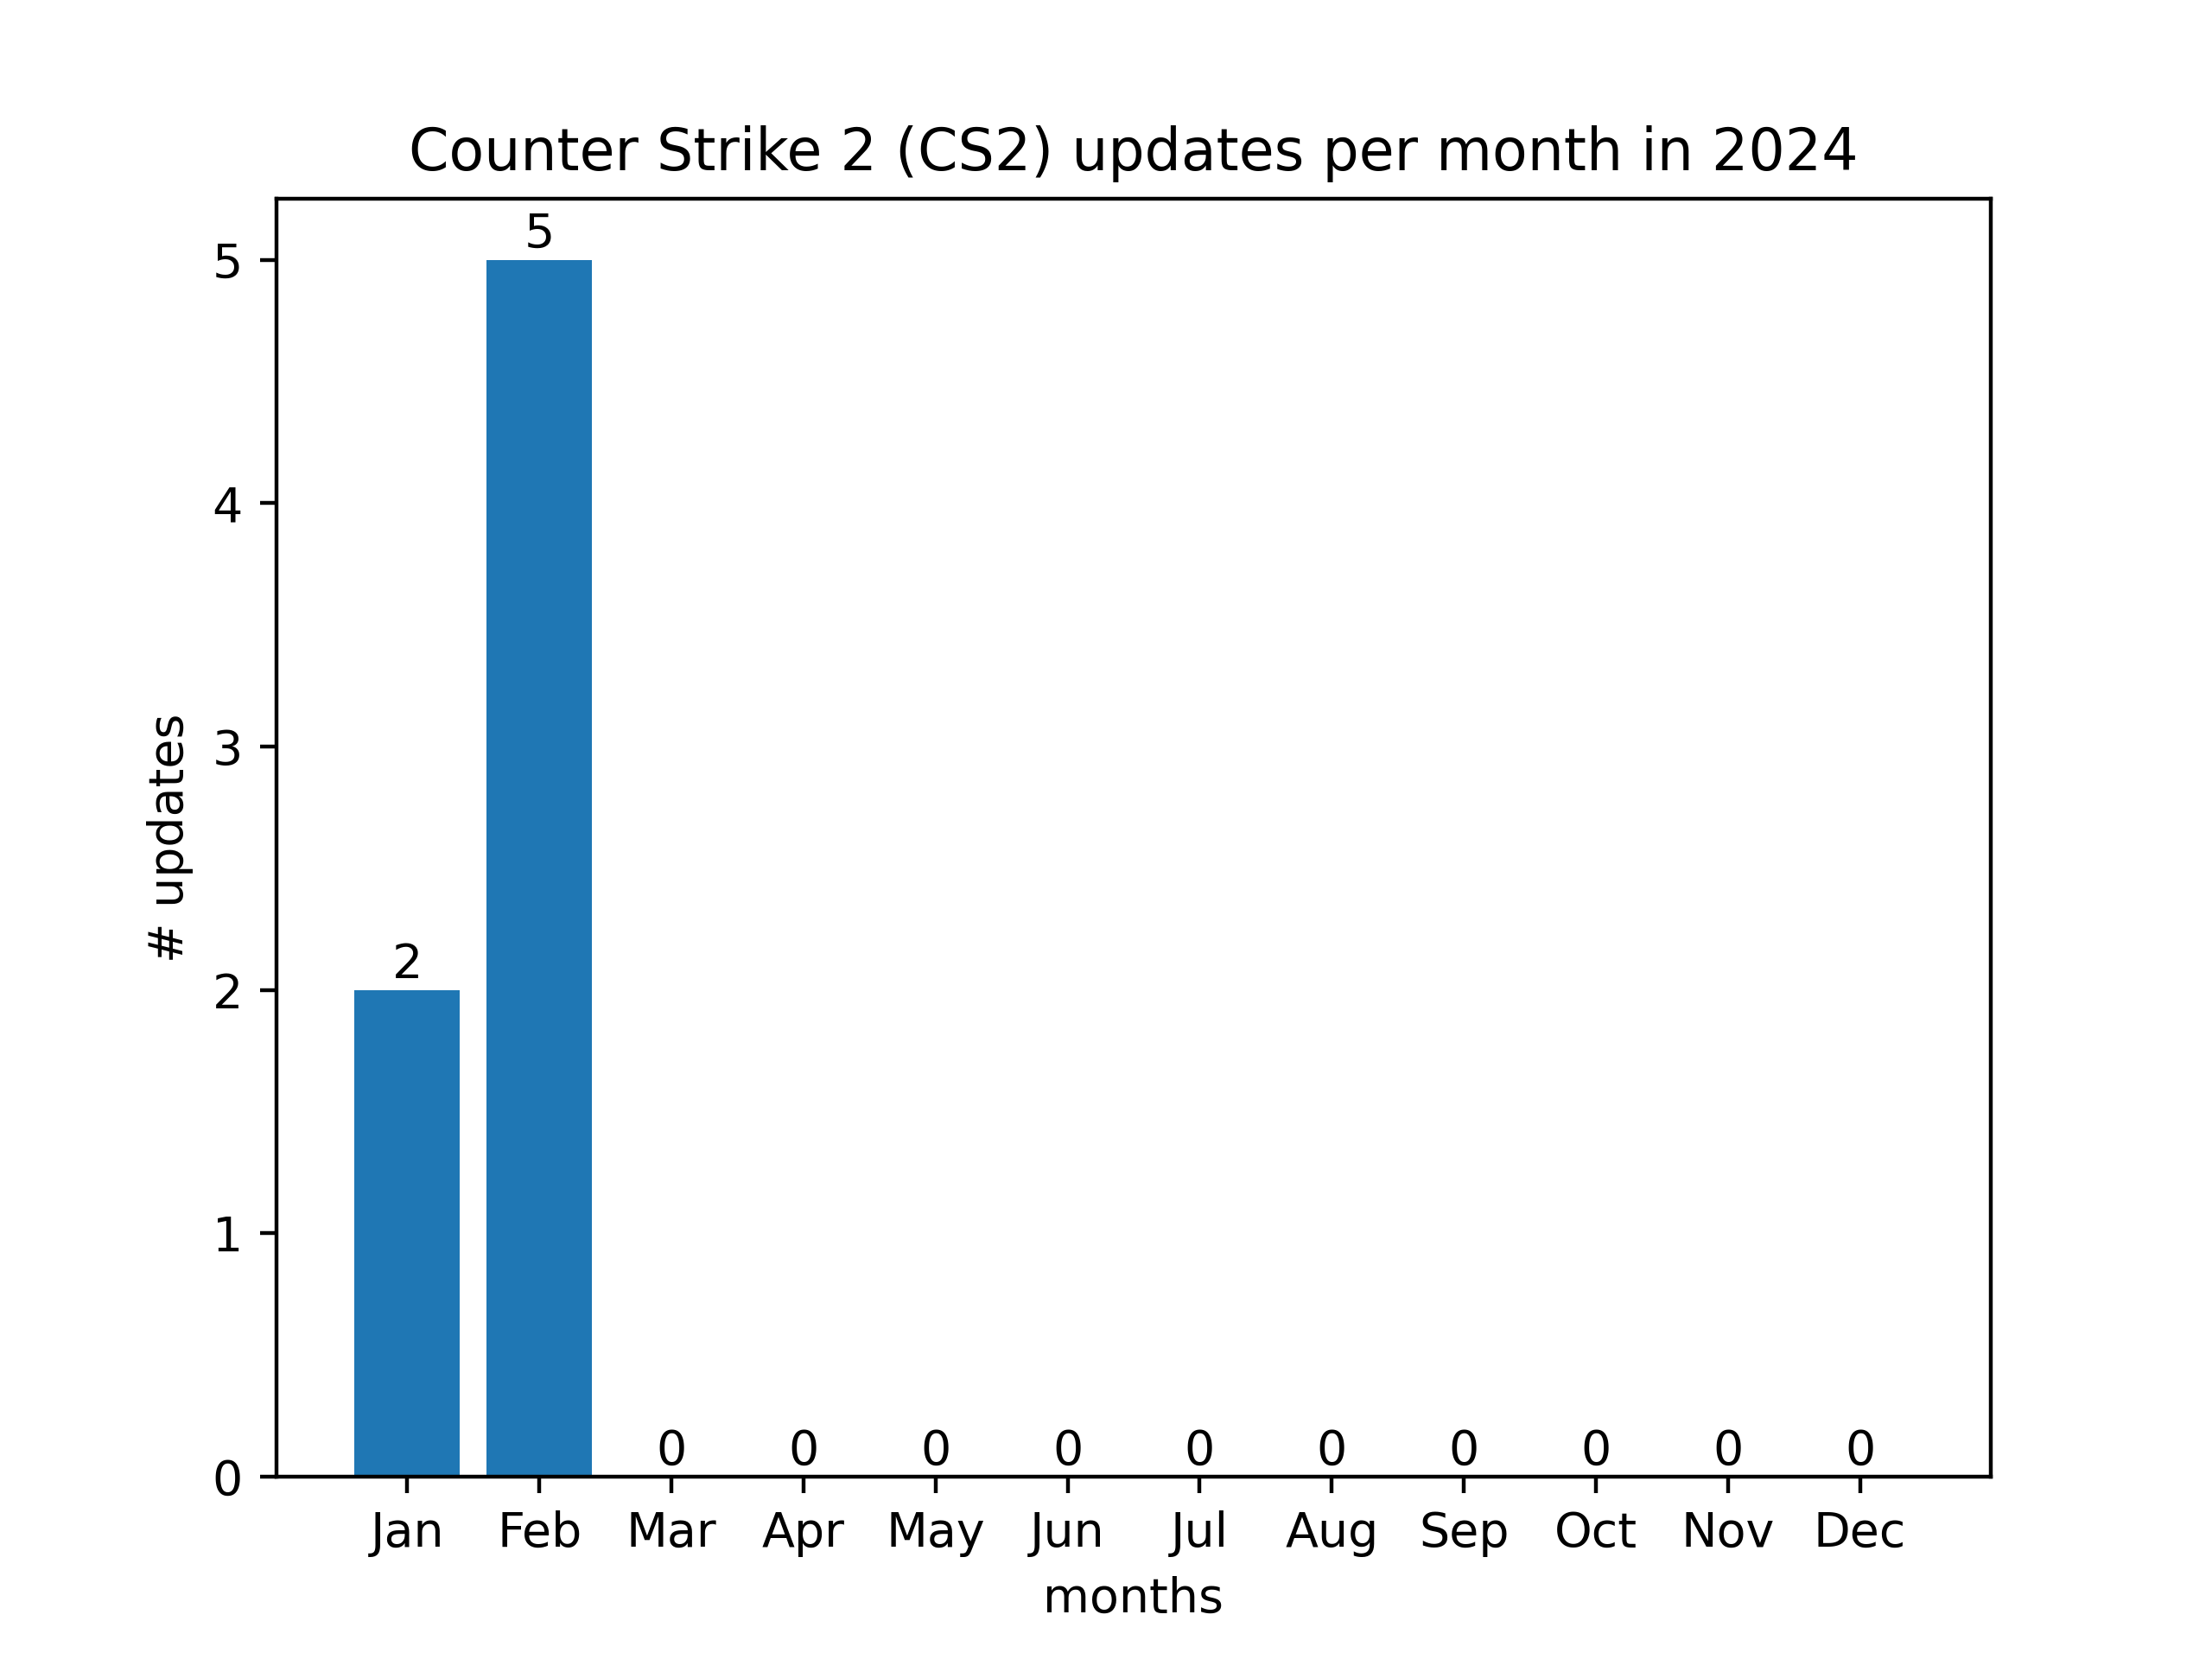 Counter Strike 2 (CS2) updates per month in 2024
5
5
4
3
# updates
2
2
1
0
0 0 0 0 0 0 0 0 0 0
Jan Feb Mar Apr May Jun Jul Aug Sep Oct Nov Dec
months